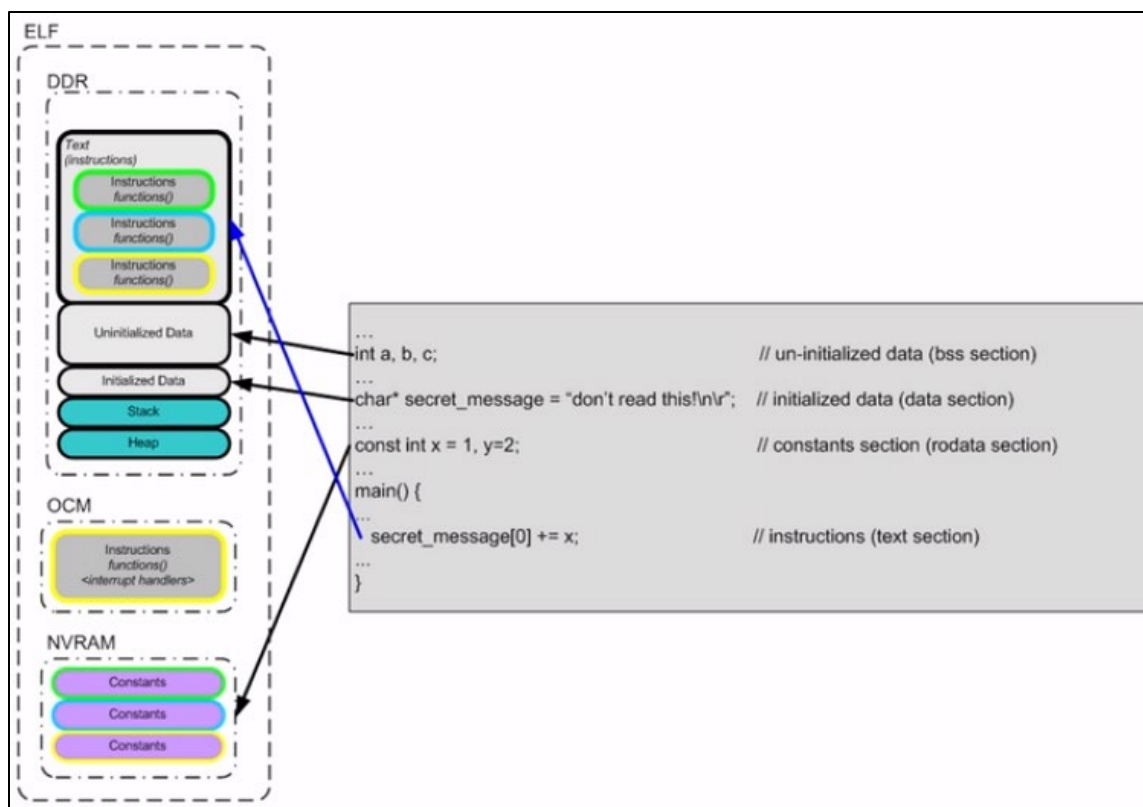 ELF
DDR
Text
(instructions)
Instructions
functions()
Instructions
functions()
Instructions
functions()
Uninitialized Data
Initialized Data
Stack
Heap
OCM
Instructions
functions()
<interrupt handlers>
NVRAM
Constants
Constants
Constants
...
int a, b, c; // un-initialized data (bss section)
...
char* secret_message = “don’t read this!\n\r”; // initialized data (data section)
...
const int x = 1, y=2; // constants section (rodata section)
...
main() {
...
secret_message[0] += x; // instructions (text section)
...
}